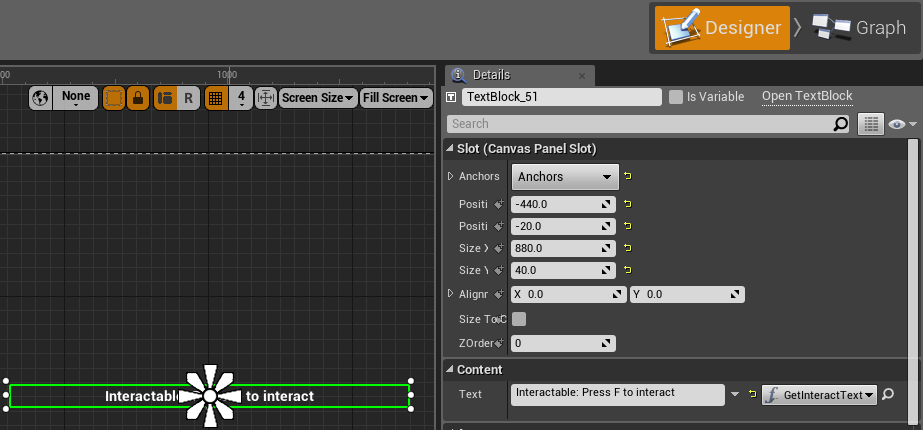 Designer
Graph
00
1000
None
R
4
Screen Size
Fill Screen
Details
TextBlock_51
Is Variable
Open TextBlock
Search
Slot (Canvas Panel Slot)
Anchors
Anchors
Positi
-440.0
Positi
-20.0
Size X
880.0
Size Y
40.0
Alignr
X 0.0
Y 0.0
Size To C
ZOrder
0
Content
Text
Interactable: Press F to interact
GetInteractText
Interactable to interact